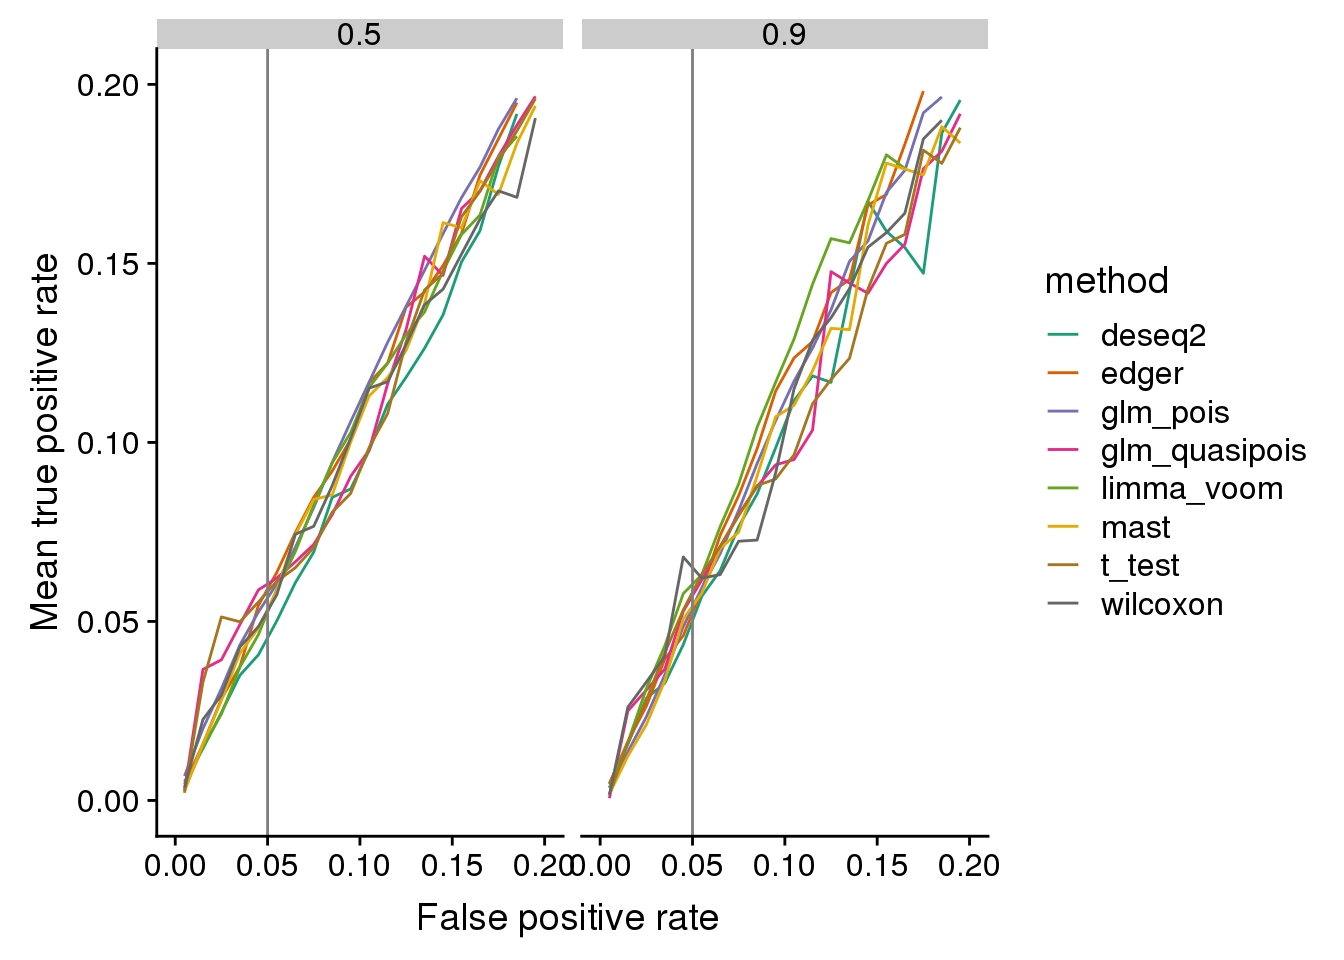 0.5 0.9
0.20
0.15
0.10
0.05
0.00
Mean true positive rate
0.00 0.05 0.10 0.15 0.20 0.00 0.05 0.10 0.15 0.20
False positive rate
method
deseq2
edger
glm_pois
glm_quasipois
limma_voom
mast
t_test
wilcoxon